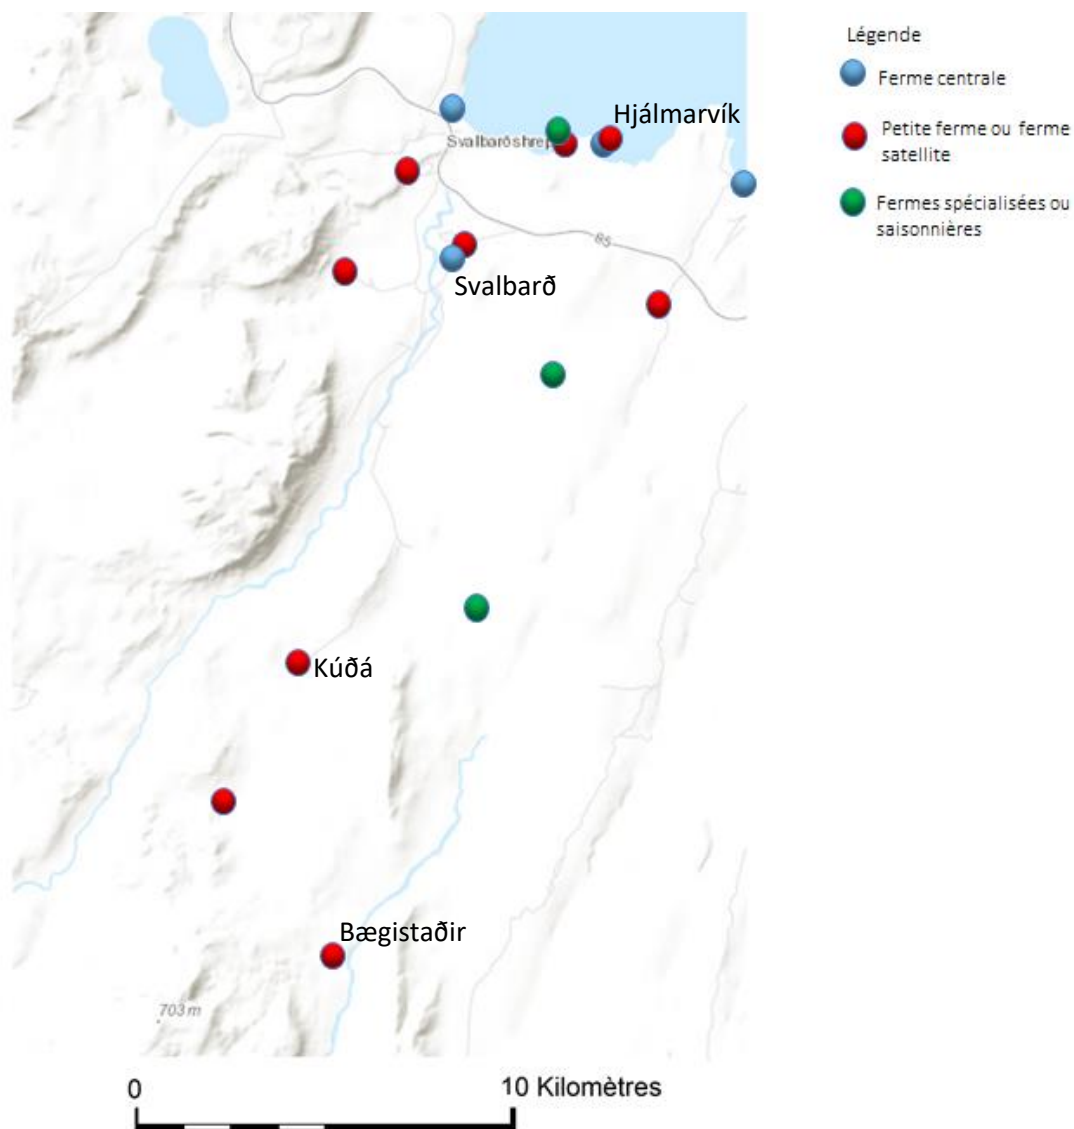 Légende
Ferme centrale
Petite ferme ou ferme
satellite
Fermes spécialisées ou
saisonnières
Hjálmarvík
Svalbarðshrep
85
Svalbarð
Kúðá
Bægistaðir
703 m
0
10 Kilomètres